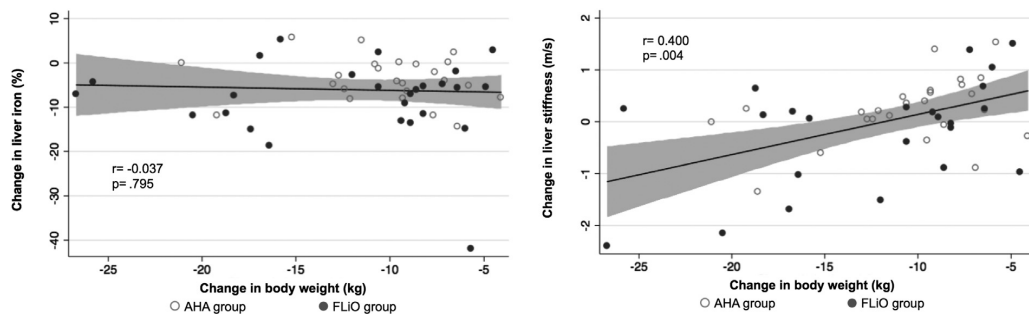 Change in liver iron (%)
10
0
-10
-20
-30
-40
r= -0.037
p= .795
-25
-20
-15
-10
-5
Change in body weight (kg)
AHA group
FLiO group
Change in liver stiffness (m/s)
2
1
0
-1
-2
r= 0.400
p= .004
-25
-20
-15
-10
-5
Change in body weight (kg)
AHA group
FLiO group